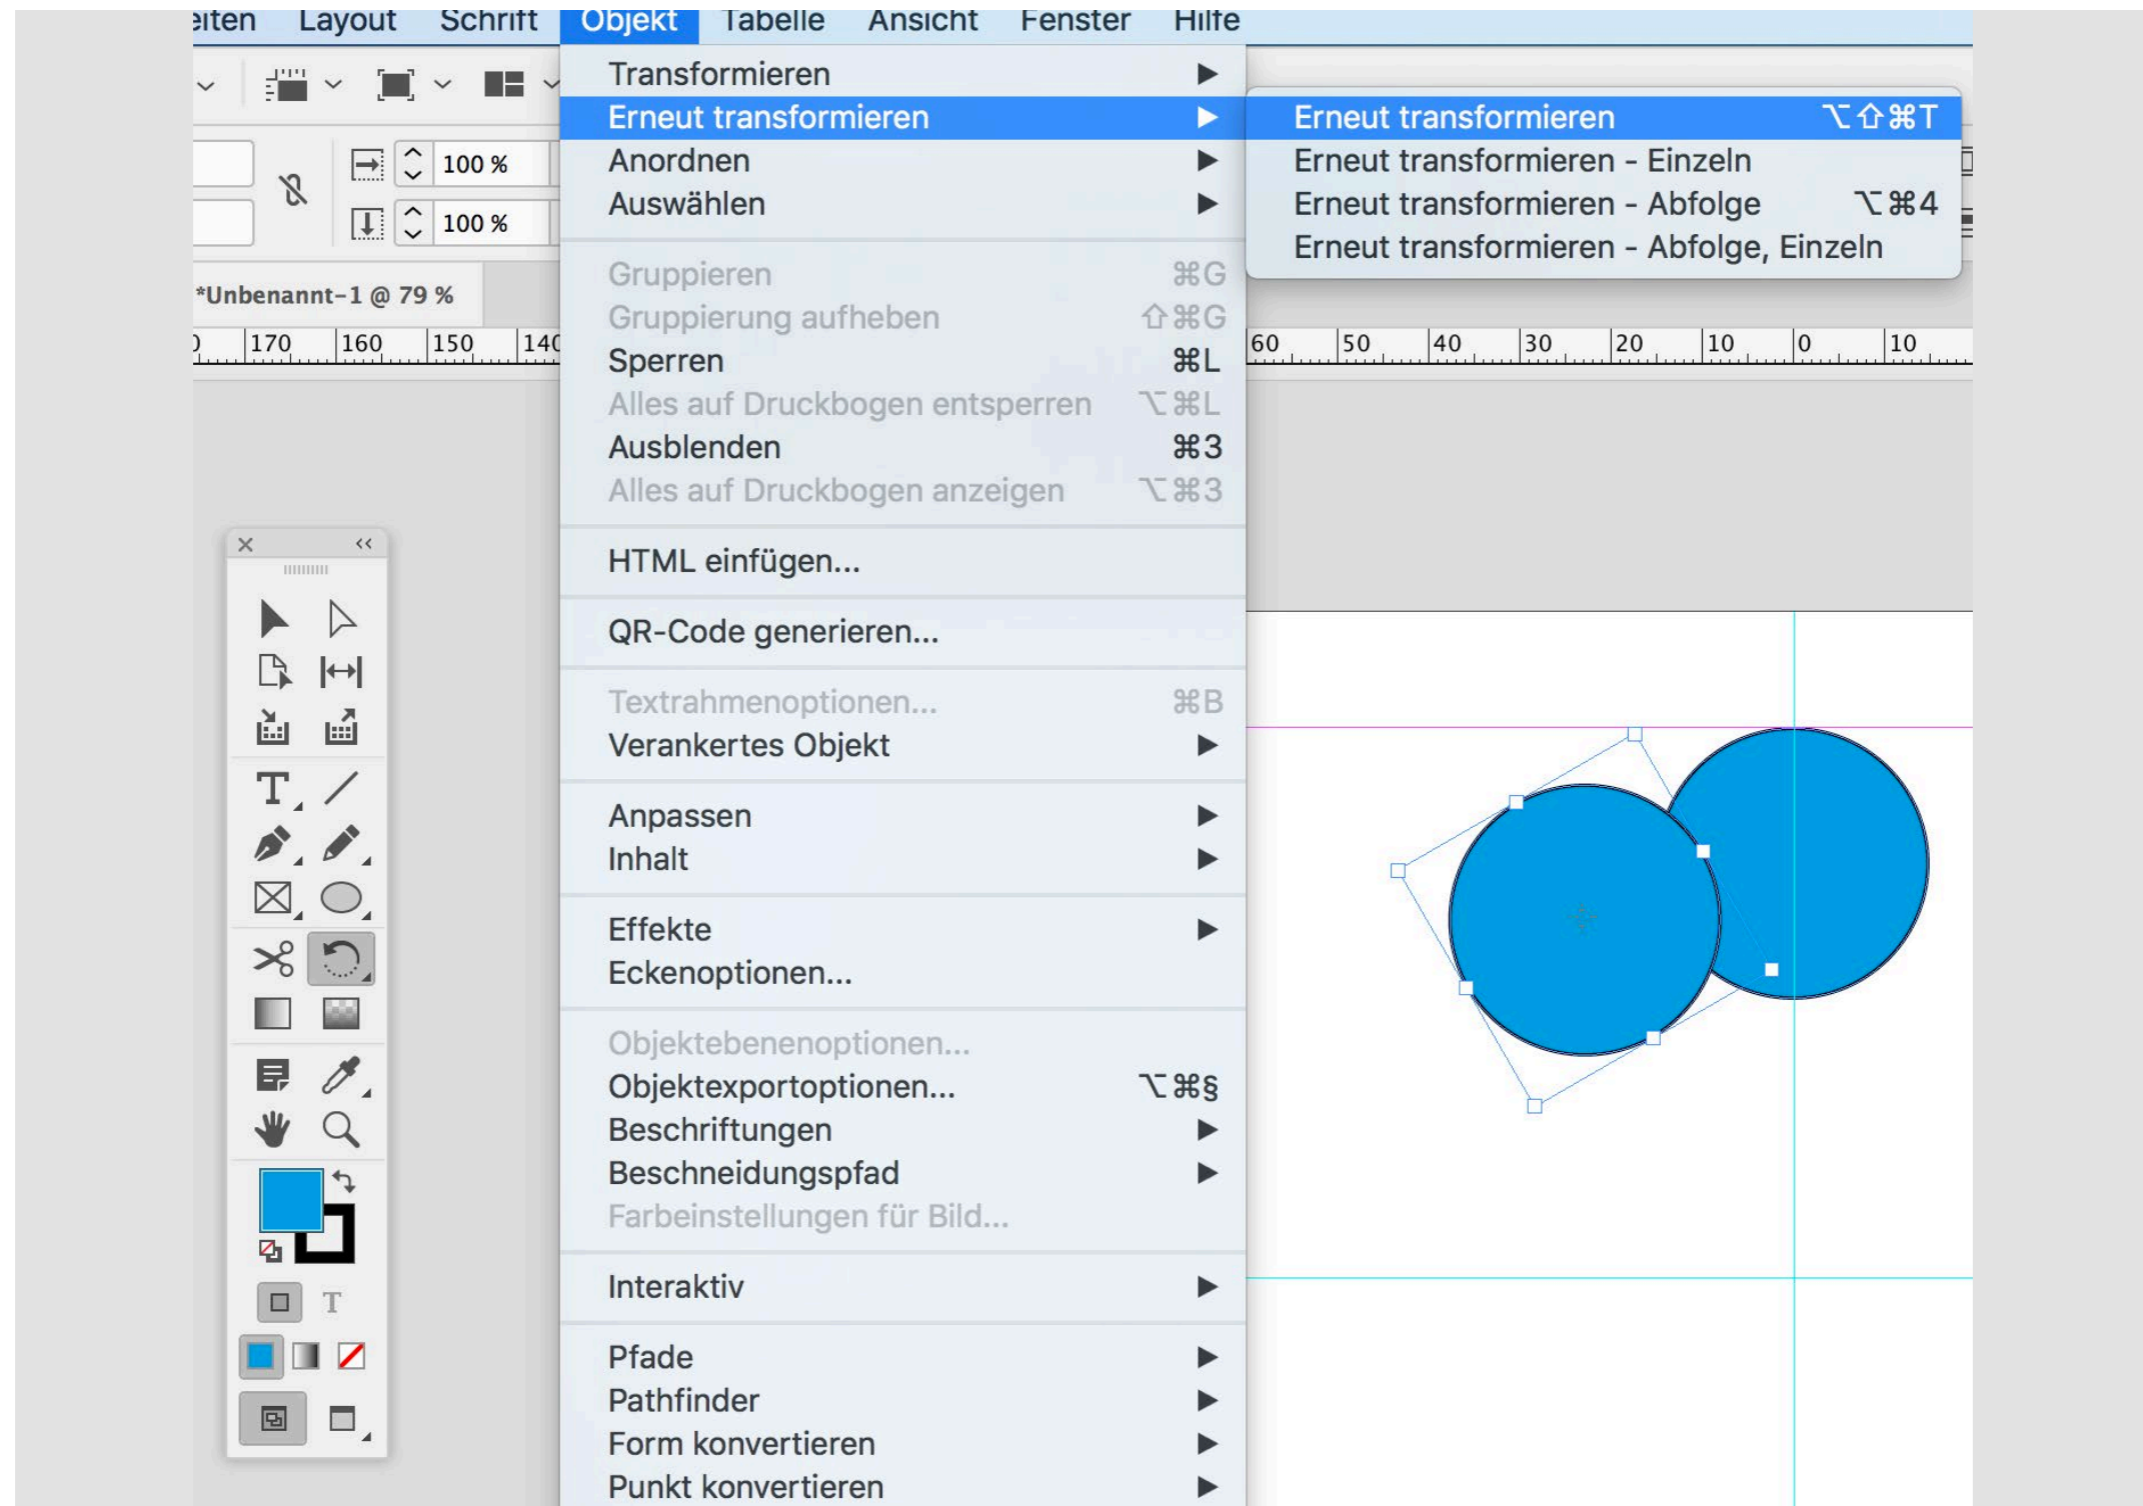 eiten Layout Schrift Objekt Tabelle Ansicht Fenster Hilfe
Transformieren
Erneut transformieren
Anordnen
Auswählen
Gruppieren ⌘G
Gruppierung aufheben ⇧⌘G
Sperren ⌘L
Alles auf Druckbogen entsperren ⌥⌘L
Ausblenden ⌘3
Alles auf Druckbogen anzeigen ⌥⌘3
HTML einfügen...
QR-Code generieren...
Textrahmenoptionen... ⌘B
Verankertes Objekt
Anpassen
Inhalt
Effekte
Eckenoptionen...
Objektebenenoptionen...
Objektexportoptionen... ⌥⌘§
Beschriftungen
Beschneidungspfad
Farbeinstellungen für Bild...
Interaktiv
Pfade
Pathfinder
Form konvertieren
Punkt konvertieren
Erneut transformieren ⌥⇧⌘T
Erneut transformieren - Einzeln
Erneut transformieren - Abfolge ⌥⌘4
Erneut transformieren - Abfolge, Einzeln
100 %
100 %
*Unbenannt-1 @ 79 %
170 160 150 140 60 50 40 30 20 10 0 10
T
T